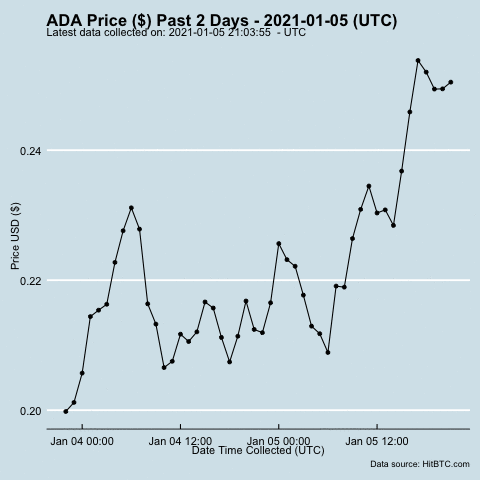 ADA Price ($) Past 2 Days - 2021-01-05 (UTC)
Latest data collected on: 2021-01-05 21:03:55  - UTC
Price USD ($)
0.24
0.22
0.20
Jan 04 00:00 Jan 04 12:00 Jan 05 00:00 Jan 05 12:00
Date Time Collected (UTC)
Data source: HitBTC.com